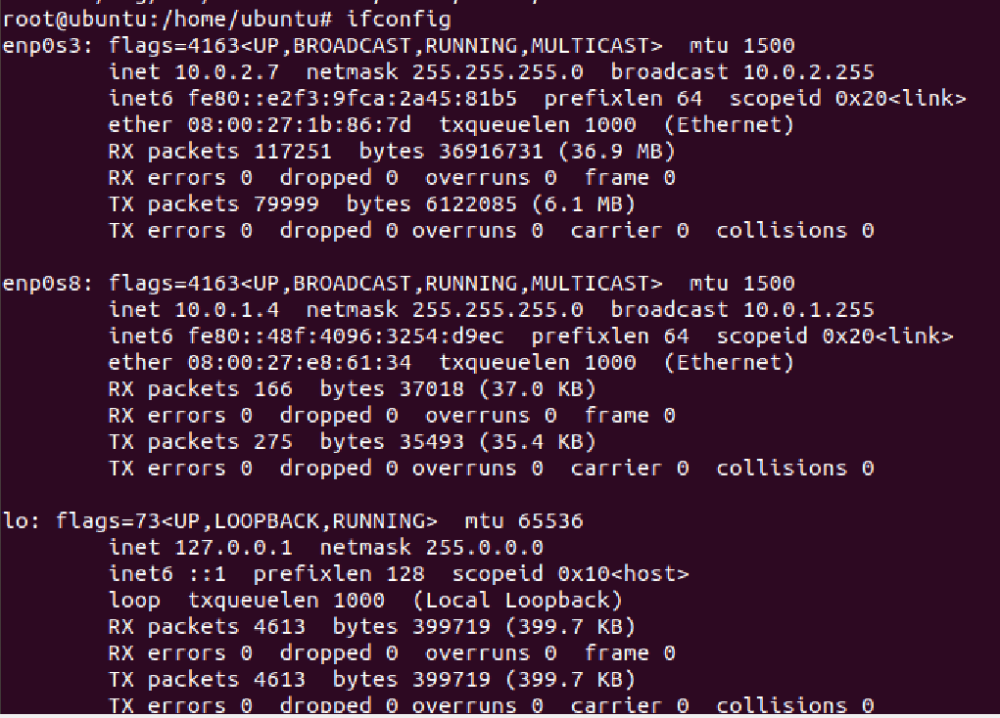 root@ubuntu:/home/ubuntu# ifconfig
enp0s3: flags=4163<UP,BROADCAST,RUNNING,MULTICAST>  mtu 1500
        inet 10.0.2.7  netmask 255.255.255.0  broadcast 10.0.2.255
        inet6 fe80::e2f3:9fca:2a45:81b5  prefixlen 64  scopeid 0x20<link>
        ether 08:00:27:1b:86:7d  txqueuelen 1000  (Ethernet)
        RX packets 117251  bytes 36916731 (36.9 MB)
        RX errors 0  dropped 0  overruns 0  frame 0
        TX packets 79999  bytes 6122085 (6.1 MB)
        TX errors 0  dropped 0 overruns 0  carrier 0  collisions 0

enp0s8: flags=4163<UP,BROADCAST,RUNNING,MULTICAST>  mtu 1500
        inet 10.0.1.4  netmask 255.255.255.0  broadcast 10.0.1.255
        inet6 fe80::48f:4096:3254:d9ec  prefixlen 64  scopeid 0x20<link>
        ether 08:00:27:e8:61:34  txqueuelen 1000  (Ethernet)
        RX packets 166  bytes 37018 (37.0 KB)
        RX errors 0  dropped 0  overruns 0  frame 0
        TX packets 275  bytes 35493 (35.4 KB)
        TX errors 0  dropped 0 overruns 0  carrier 0  collisions 0

lo: flags=73<UP,LOOPBACK,RUNNING>  mtu 65536
        inet 127.0.0.1  netmask 255.0.0.0
        inet6 ::1  prefixlen 128  scopeid 0x10<host>
        loop  txqueuelen 1000  (Local Loopback)
        RX packets 4613  bytes 399719 (399.7 KB)
        RX errors 0  dropped 0  overruns 0  frame 0
        TX packets 4613  bytes 399719 (399.7 KB)
        TX errors 0  dropped 0 overruns 0  carrier 0  collisions 0